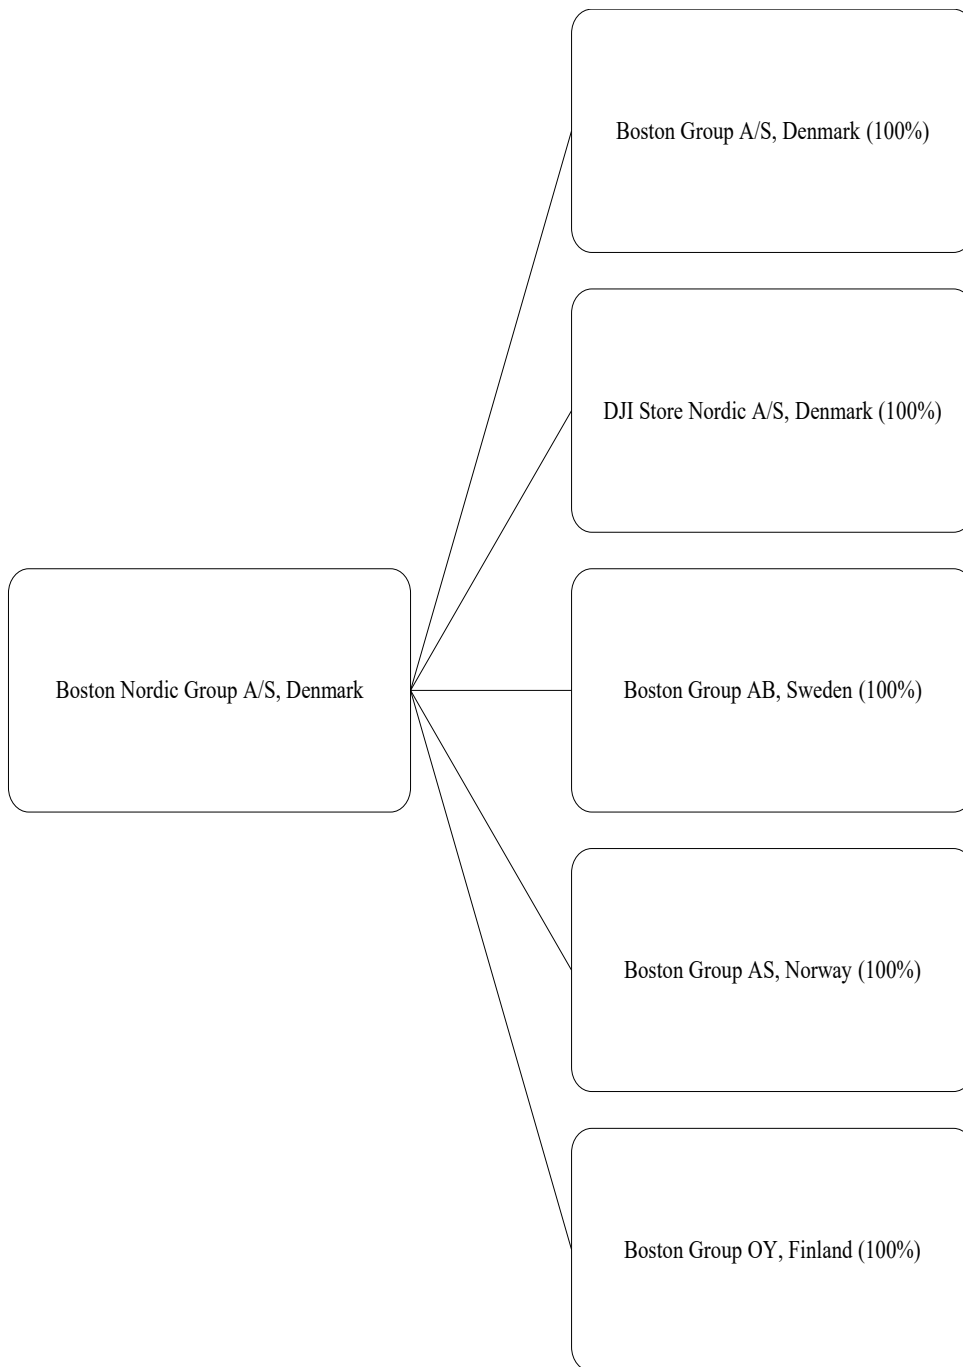 Boston Nordic Group A/S, Denmark
Boston Group A/S, Denmark (100%)
DJI Store Nordic A/S, Denmark (100%)
Boston Group AB, Sweden (100%)
Boston Group AS, Norway (100%)
Boston Group OY, Finland (100%)